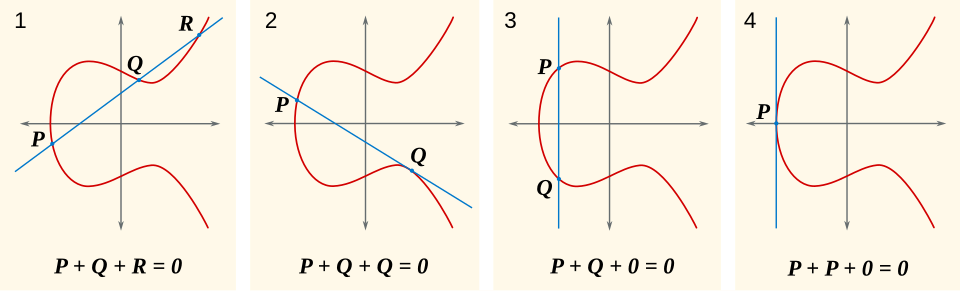 1
R
Q
P
P + Q + R = 0
2
P
Q
P + Q + Q = 0
3
P
Q
P + Q + 0 = 0
4
P
P + P + 0 = 0